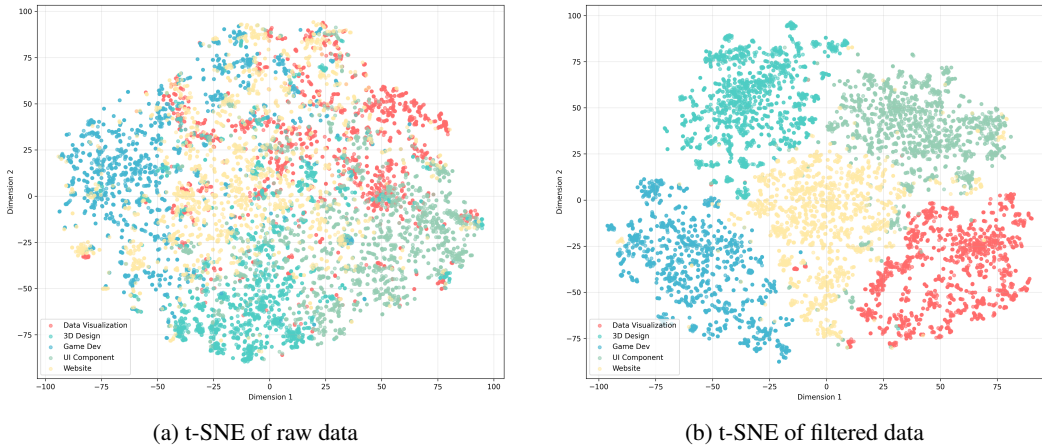 100
75
50
25
0
−25
−50
−75
Dimension 2
Data Visualization
3D Design
Game Dev
UI Component
Website
−100
−75
−50
−25
0
25
50
75
100
Dimension 1
(a) t-SNE of raw data
100
75
50
25
0
−25
−50
−75
Dimension 2
Data Visualization
3D Design
Game Dev
UI Component
Website
−100
−75
−50
−25
0
25
50
75
Dimension 1
(b) t-SNE of filtered data